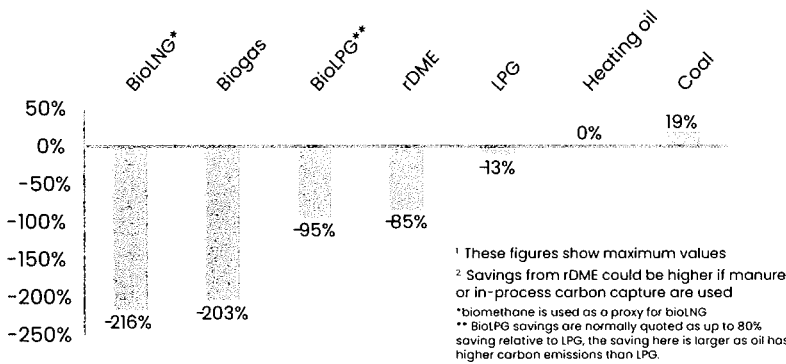 BioLNG*
Biogas
BioLPG**
rDME
LPG
Heating oil
Coal
50%
0%
-50%
-100%
-150%
-200%
-250%
-216%
-203%
-95%
-85%
-13%
0%
19%
¹ These figures show maximum values
² Savings from rDME could be higher if manure
or in-process carbon capture are used
*biomethane is used as a proxy for bioLNG
** BioLPG savings are normally quoted as up to 80%
saving relative to LPG, the saving here is larger as oil has
higher carbon emissions than LPG.